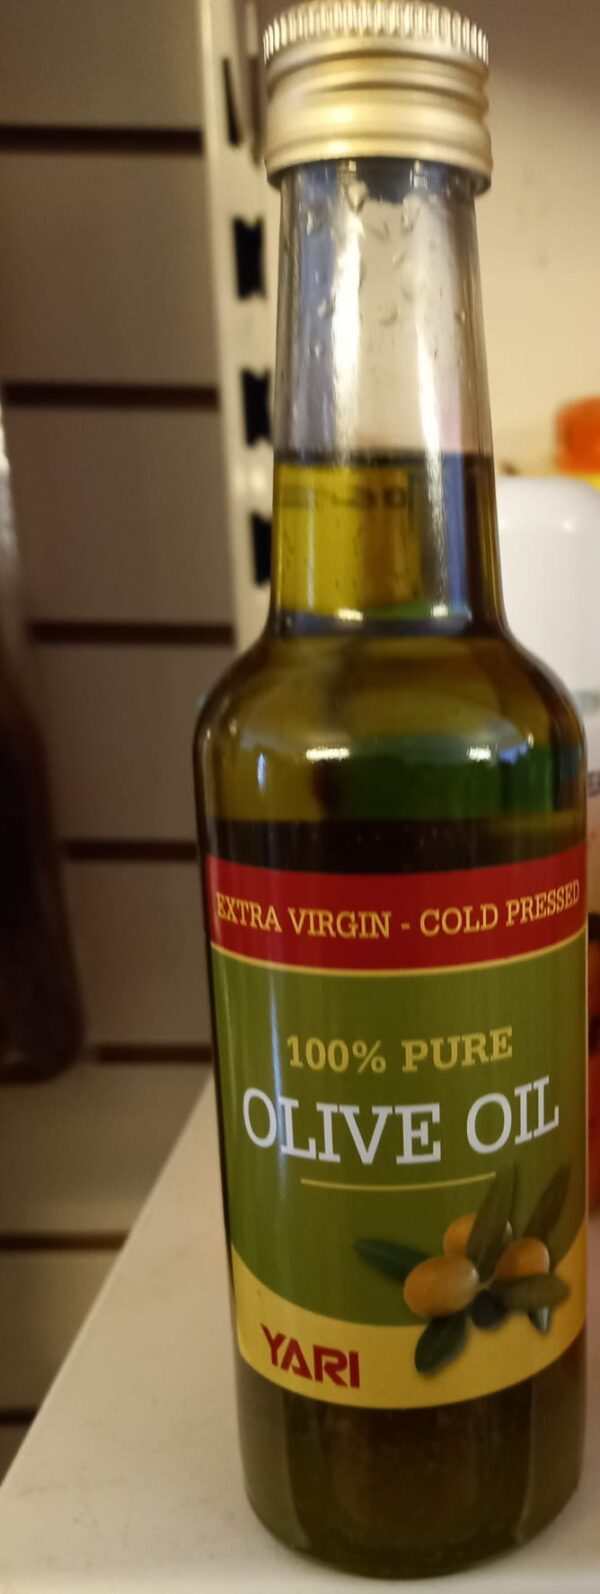 EXTRA VIRGIN - COLD PRESSED
100% PURE
OLIVE OIL
YARI